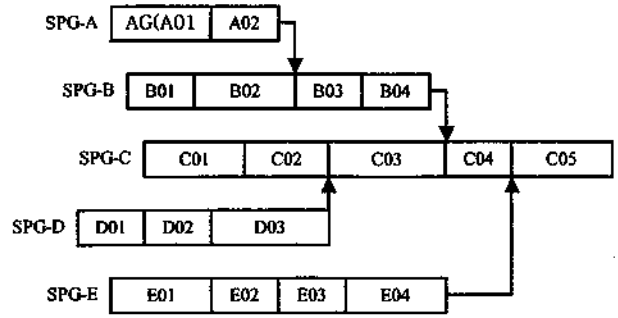 SPG-A AG(A01 A02
SPG-B B01 B02 B03 B04
SPG-C C01 C02 C03 C04 C05
SPG-D D01 D02 D03
SPG-E E01 E02 E03 E04